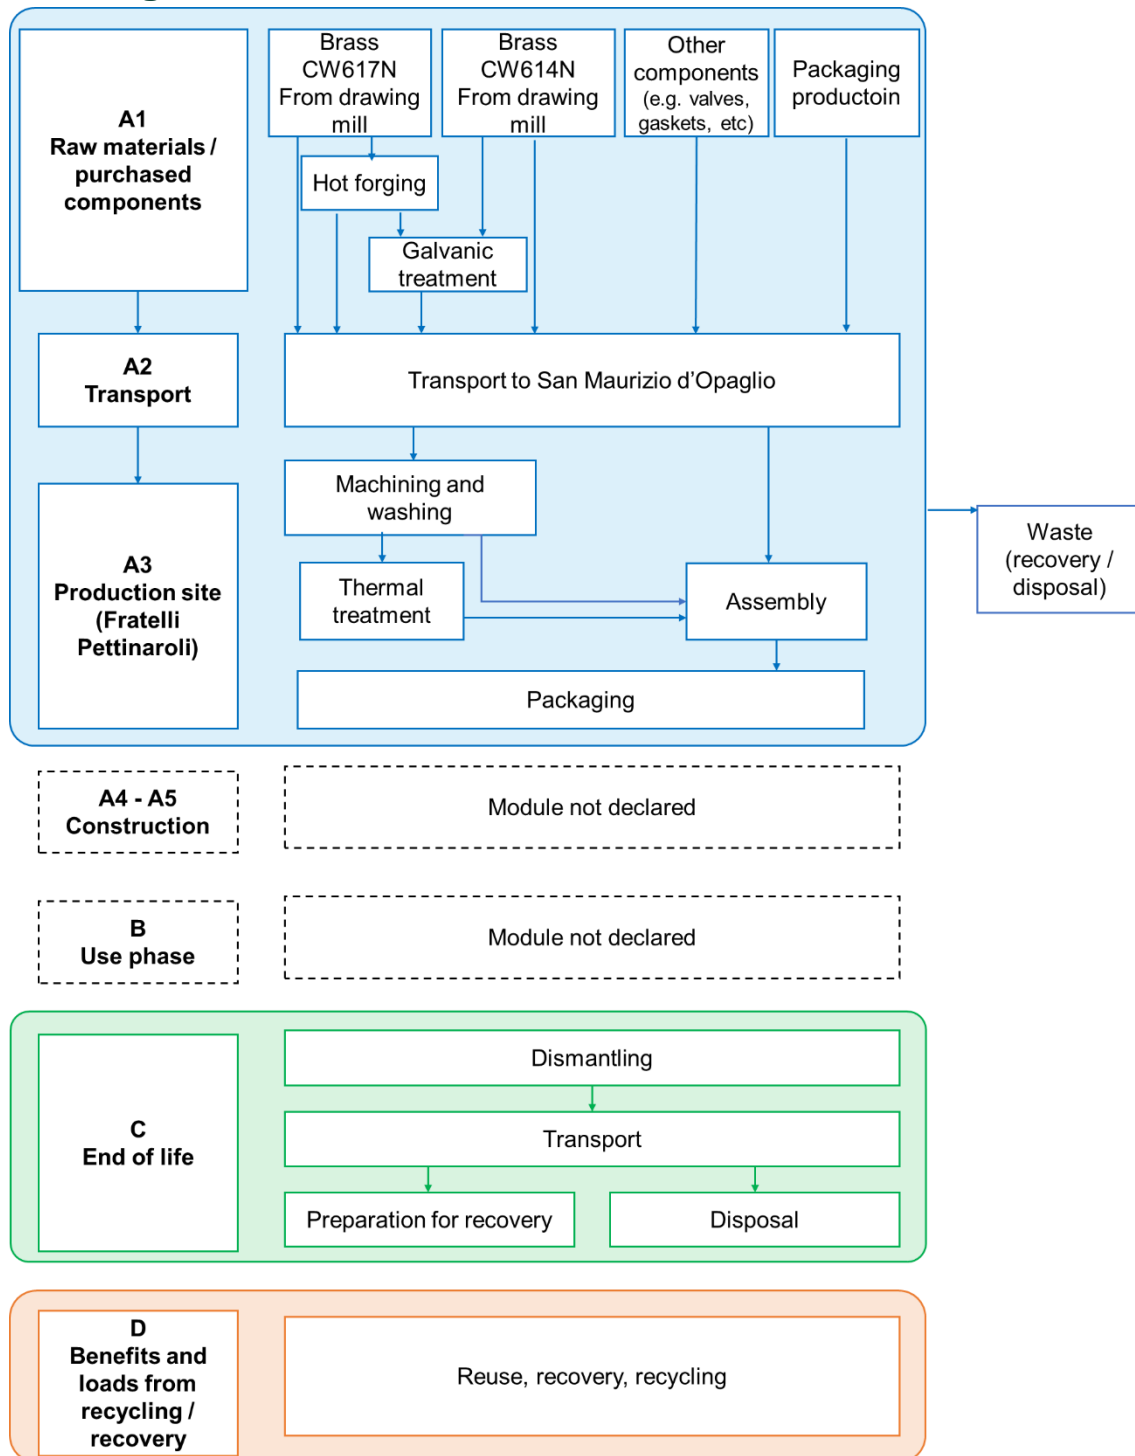 A1
Raw materials /
purchased
components
Brass
CW617N
From drawing
mill
Brass
CW614N
From drawing
mill
Other
components
(e.g. valves,
gaskets, etc)
Packaging
productoin
Hot forging
Galvanic
treatment
A2
Transport
Transport to San Maurizio d'Opaglio
A3
Production site
(Fratelli
Pettinaroli)
Machining and
washing
Thermal
treatment
Assembly
Packaging
Waste
(recovery /
disposal)
A4 - A5
Construction
Module not declared
B
Use phase
Module not declared
C
End of life
Dismantling
Transport
Preparation for recovery
Disposal
D
Benefits and
loads from
recycling /
recovery
Reuse, recovery, recycling